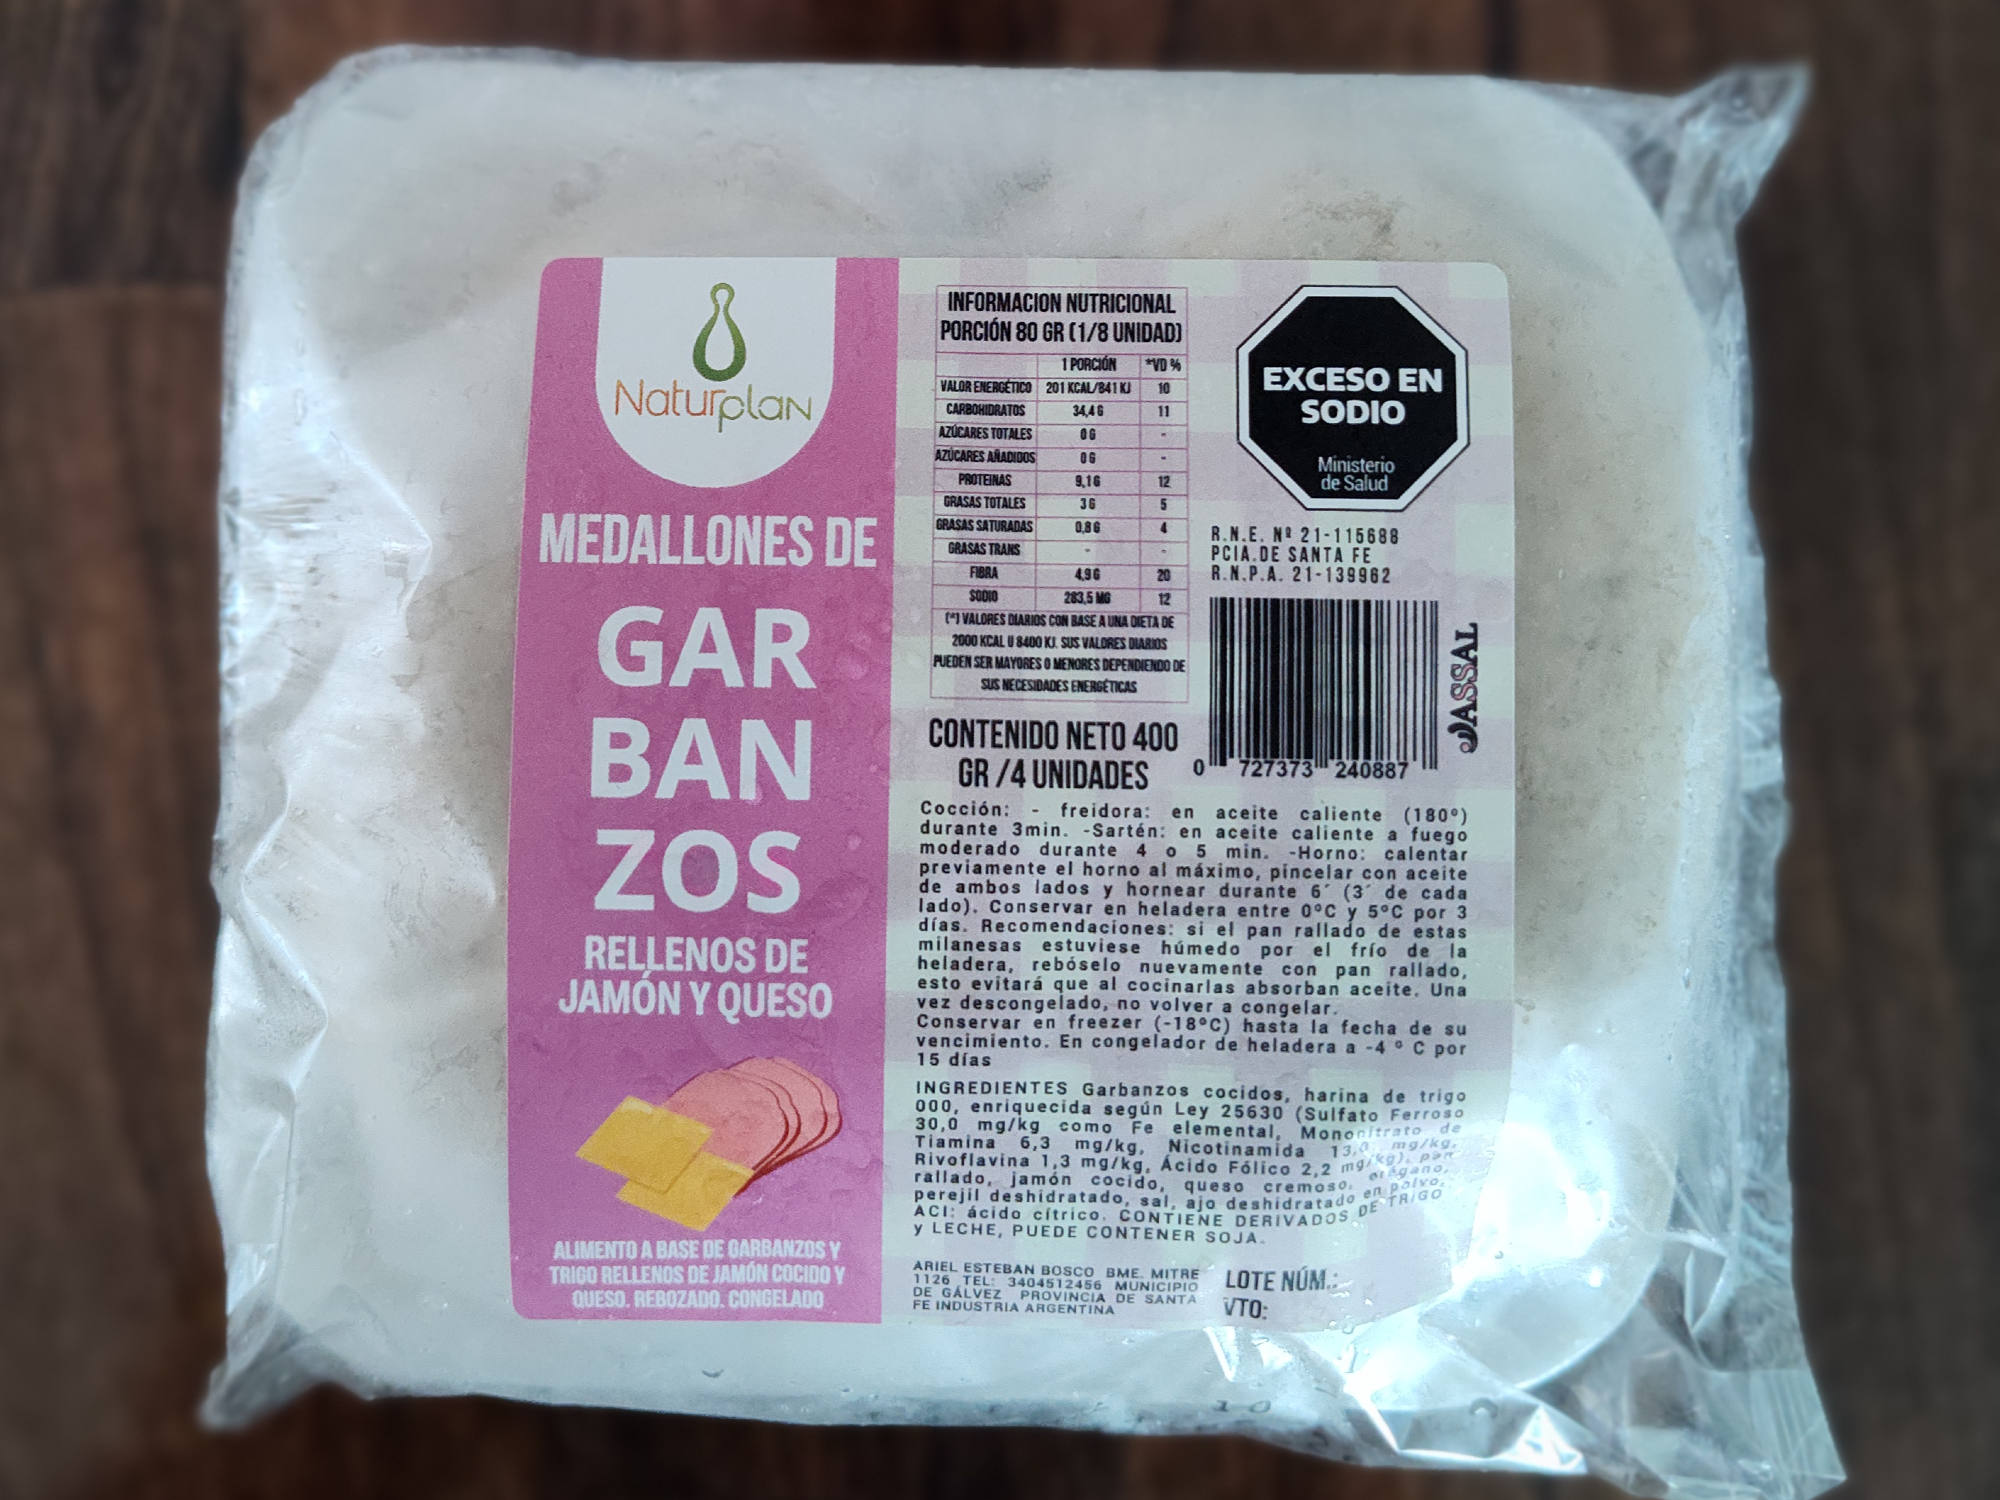 Naturplan
MEDALLONES DE
GAR
BAN
ZOS
RELLENOS DE
JAMÓN Y QUESO
ALIMENTO A BASE DE GARBANZOS Y
TRIGO RELLENOS DE JAMÓN COCIDO Y
QUESO. REBOZADO. CONGELADO
INFORMACION NUTRICIONAL
PORCIÓN 80 GR (1/8 UNIDAD)
1 PORCIÓN *VD %
VALOR ENERGÉTICO 201 KCAL/841 KJ 10
CARBOHIDRATOS 34,4 G 11
AZÚCARES TOTALES 0 G -
AZÚCARES AÑADIDOS 0 G -
PROTEINAS 9,1 G 12
GRASAS TOTALES 3 G 5
GRASAS SATURADAS 0,8 G 4
GRASAS TRANS - -
FIBRA 4,9 G 20
SODIO 283,5 MG 12
(*) VALORES DIARIOS CON BASE A UNA DIETA DE
2000 KCAL U 8400 KJ. SUS VALORES DIARIOS
PUEDEN SER MAYORES O MENORES DEPENDIENDO DE
SUS NECESIDADES ENERGÉTICAS
EXCESO EN
SODIO
Ministerio
de Salud
R.N.E. Nº 21-115688
PCIA.DE SANTA FE
R.N.P.A. 21-139962
ASSAL
0 727373 240887
CONTENIDO NETO 400
GR /4 UNIDADES
Cocción: - freidora: en aceite caliente (180º)
durante 3min. -Sartén: en aceite caliente a fuego
moderado durante 4 o 5 min. -Horno: calentar
previamente el horno al máximo, pincelar con aceite
de ambos lados y hornear durante 6´ (3´ de cada
lado). Conservar en heladera entre 0ºC y 5ºC por 3
días. Recomendaciones: si el pan rallado de estas
milanesas estuviese húmedo por el frío de la
heladera, rebóselo nuevamente con pan rallado,
esto evitará que al cocinarlas absorban aceite. Una
vez descongelado, no volver a congelar.
Conservar en freezer (-18ºC) hasta la fecha de su
vencimiento. En congelador de heladera a -4 º C por
15 días
INGREDIENTES Garbanzos cocidos, harina de trigo
000, enriquecida según Ley 25630 (Sulfato Ferroso
30,0 mg/kg como Fe elemental, Mononitrato de
Tiamina 6,3 mg/kg, Nicotinamida 13,0 mg/kg,
Rivoflavina 1,3 mg/kg, Ácido Fólico 2,2 mg/kg), pan
rallado, jamón cocido, queso cremoso, orégano,
perejil deshidratado, sal, ajo deshidratado en polvo,
ACI: ácido cítrico. CONTIENE DERIVADOS DE TRIGO
y LECHE, PUEDE CONTENER SOJA.
ARIEL ESTEBAN BOSCO BME. MITRE
1126 TEL: 3404512456 MUNICIPIO
DE GÁLVEZ PROVINCIA DE SANTA
FE INDUSTRIA ARGENTINA
LOTE NÚM.:
VTO: